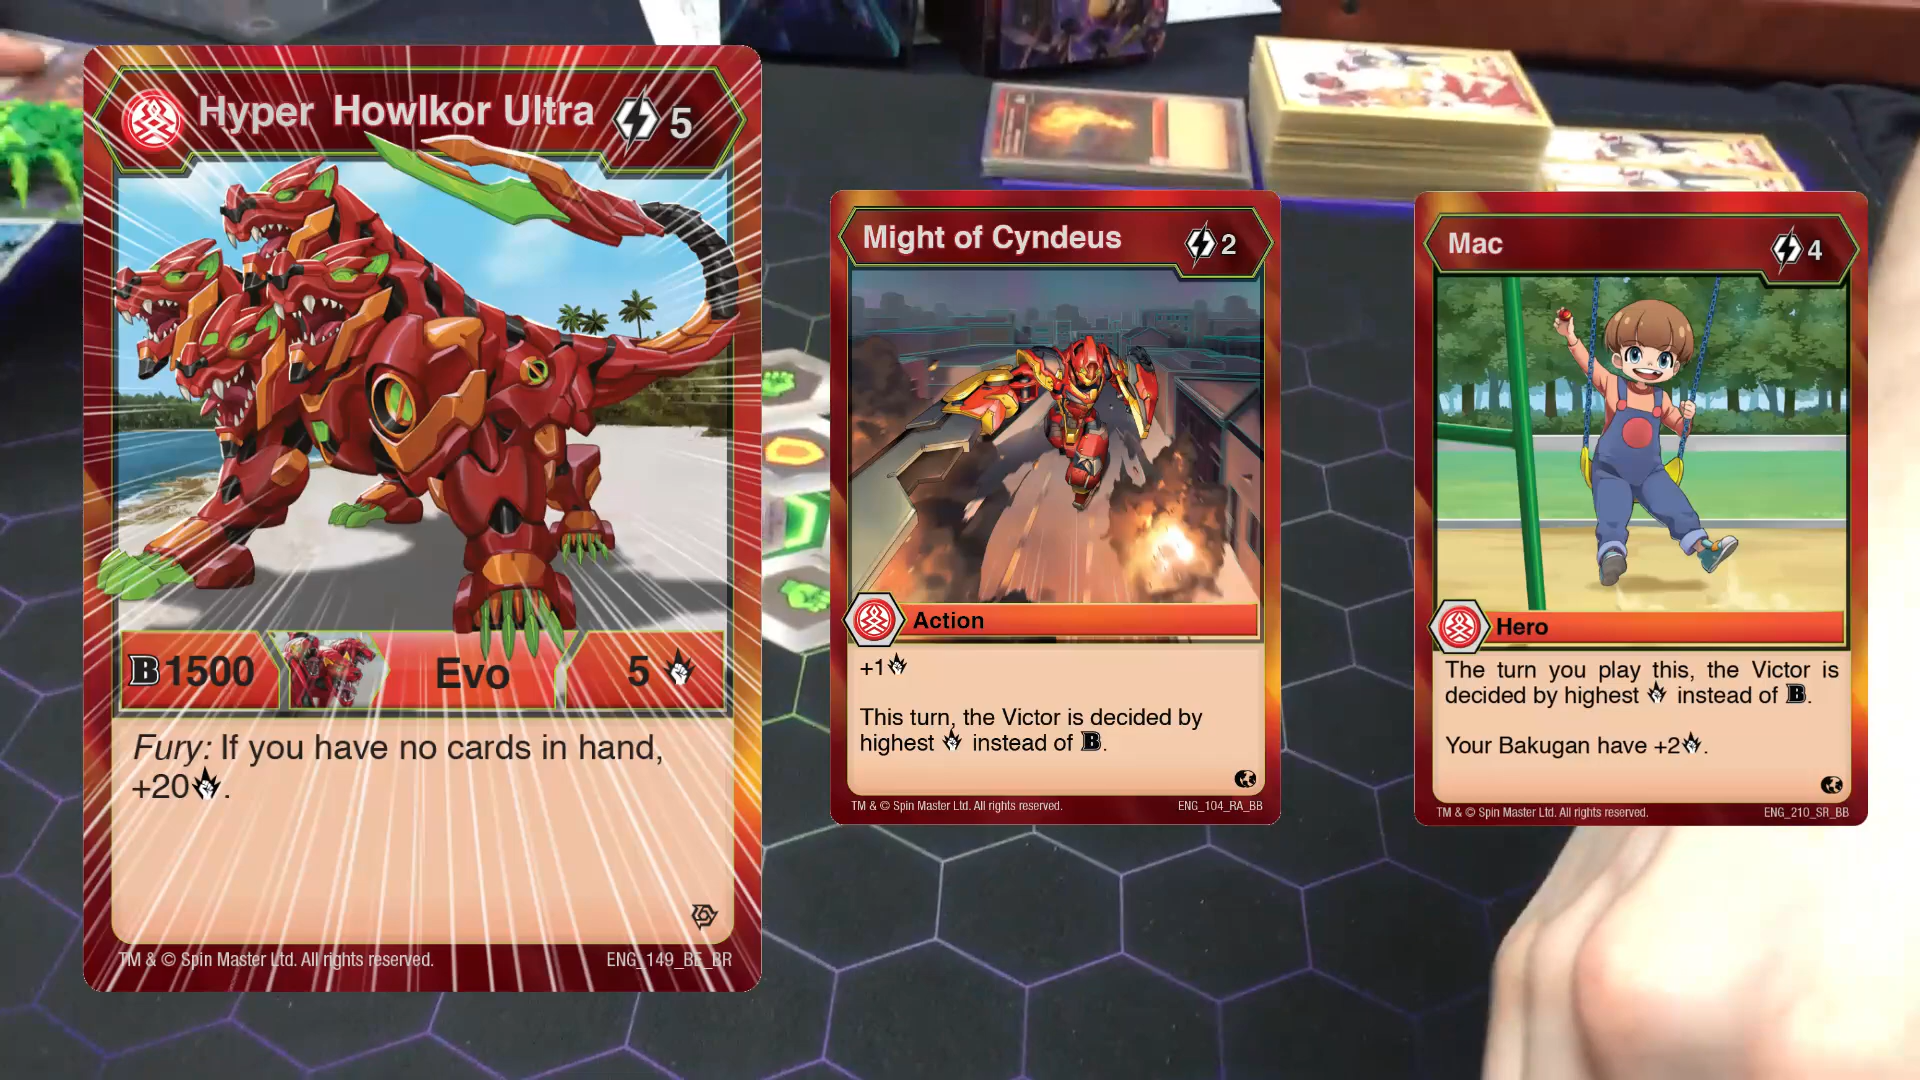 Hyper Howlkor Ultra 5
B 1500 Evo 5
Fury: If you have no cards in hand,
+20.
TM & © Spin Master Ltd. All rights reserved. ENG_149_BE_BR
Might of Cyndeus 2
Action
+1
This turn, the Victor is decided by
highest instead of B.
TM & © Spin Master Ltd. All rights reserved. ENG_104_RA_BB
Mac 4
Hero
The turn you play this, the Victor is
decided by highest instead of B.
Your Bakugan have +2.
TM & © Spin Master Ltd. All rights reserved. ENG_210_SR_BB